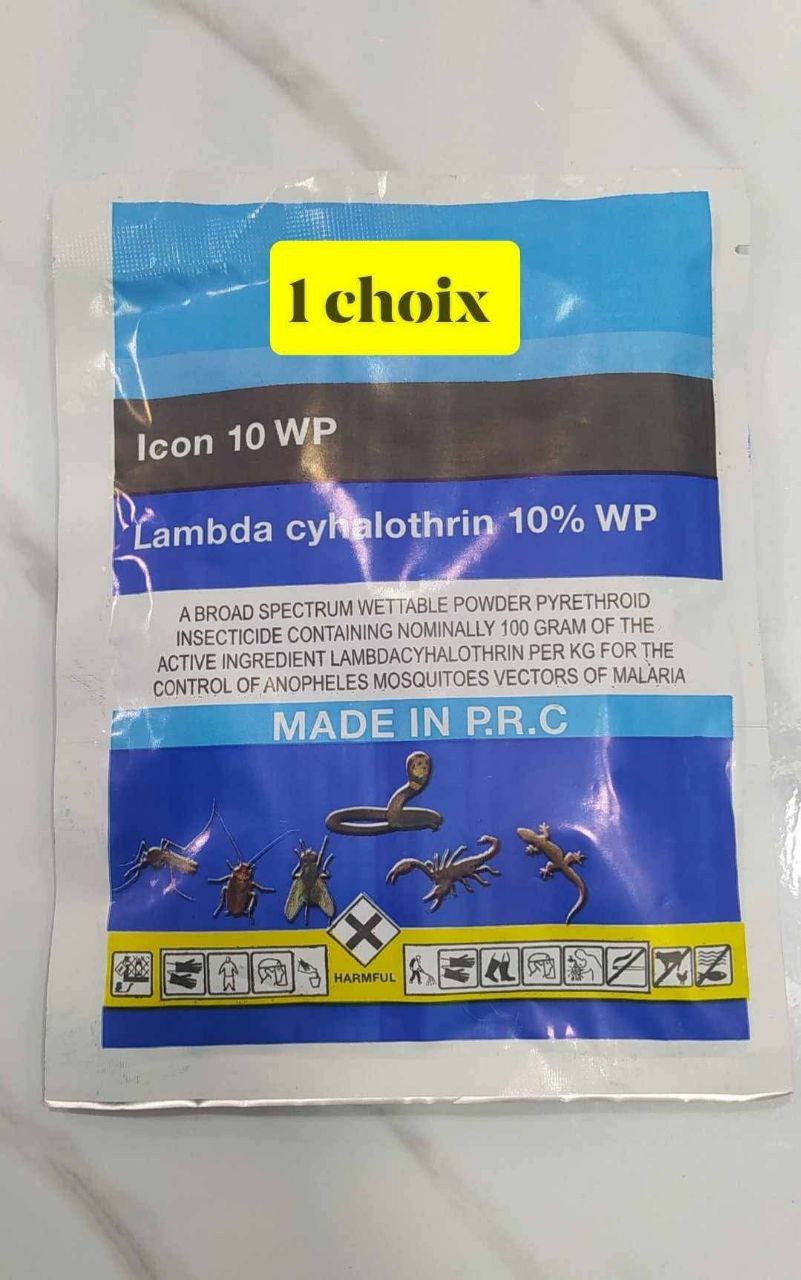 1 choix
Icon 10 WP
Lambda cyhalothrin 10% WP
A BROAD SPECTRUM WETTABLE POWDER PYRETHROID
INSECTICIDE CONTAINING NOMINALLY 100 GRAM OF THE
ACTIVE INGREDIENT LAMBDACYHALOTHRIN PER KG FOR THE
CONTROL OF ANOPHELES MOSQUITOES VECTORS OF MALARIA
MADE IN P.R.C
HARMFUL